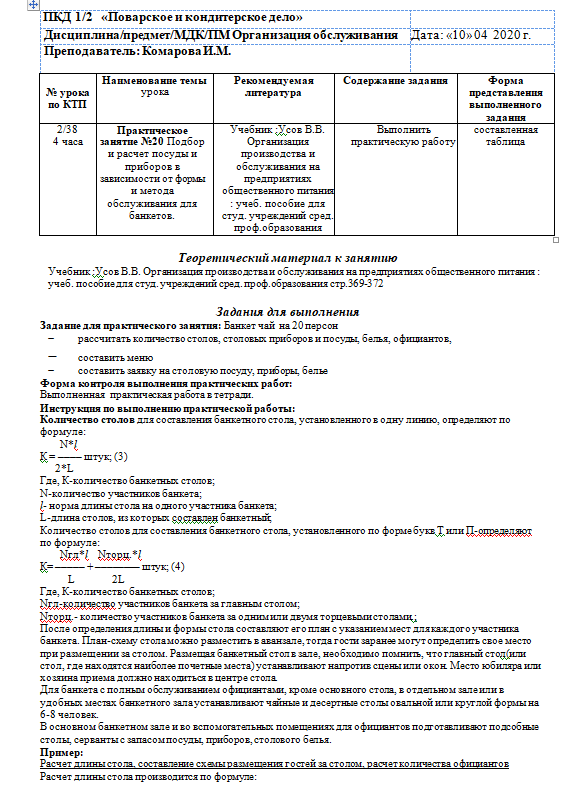 ПКД 1/2 «Поварское и кондитерское дело»
Дисциплина/предмет/МДК/ПМ Организация обслуживания Дата: «10» 04 2020 г.
Преподаватель: Комарова И.М.
№ урока по КТП
Наименование темы урока
Рекомендуемая литература
Содержание задания
Форма представления выполненного задания
2/38
4 часа
Практическое
занятие №20 Подбор
и расчет посуды и
приборов в
зависимости от формы
и метода
обслуживания для
банкетов.
Учебник ;Усов В.В.
Организация
производства и
обслуживания на
предприятиях
общественного питания
: учеб. пособие для
студ. учреждений сред.
проф.образования
Выполнить
практическую работу
составленная
таблица
Теоретический материал к занятию
Учебник ;Усов В.В. Организация производства и обслуживания на предприятиях общественного питания :
учеб. пособие для студ. учреждений сред. проф.образования стр.369-372
Задания для выполнения
Задание для практического занятия: Банкет чай на 20 персон
– рассчитать количество столов, столовых приборов и посуды, белья, официантов,
– составить меню
– составить заявку на столовую посуду, приборы, белье
Форма контроля выполнения практических работ:
Выполненная практическая работа в тетради.
Инструкция по выполнению практической работы:
Количество столов для составления банкетного стола, установленного в одну линию, определяют по
формуле:
N*l
К = ——— штук; (3)
2*L
Где, К-количество банкетных столов;
N-количество участников банкета;
l- норма длины стола на одного участника банкета;
L-длина столов, из которых составлен банкетный;
Количество столов для составления банкетного стола, установленного по форме букв Т или П-определяют
по формуле:
Nгл*l Nторц.*l
К= ——— + ———— штук; (4)
L 2L
Где, К-количество банкетных столов;
Nгл-количество участников банкета за главным столом;
Nторц.- количество участников банкета за одним или двумя торцевыми столами,;
После определения длины и формы стола составляют его план с указанием мест для каждого участника
банкета. План-схему стола можно разместить в аванзале, тогда гости заранее могут определить свое место
при размещении за столом. Размещая банкетный стол в зале, необходимо помнить, что главный стол(или
стол, где находятся наиболее почетные места) устанавливают напротив сцены или окон. Место юбиляра или
хозяина приема должно находиться в центре стола.
Для банкета с полным обслуживанием официантами, кроме основного стола, в отдельном зале или в
удобных местах банкетного зала устанавливают чайные и десертные столы овальной или круглой формы на
6-8 человек.
В основном банкетном зале и во вспомогательных помещениях для официантов подготавливают подсобные
столы, серванты с запасом посуды, приборов, столового белья.
Пример:
Расчет длины стола, составление схемы размещения гостей за столом, расчет количества официантов
Расчет длины стола производится по формуле: